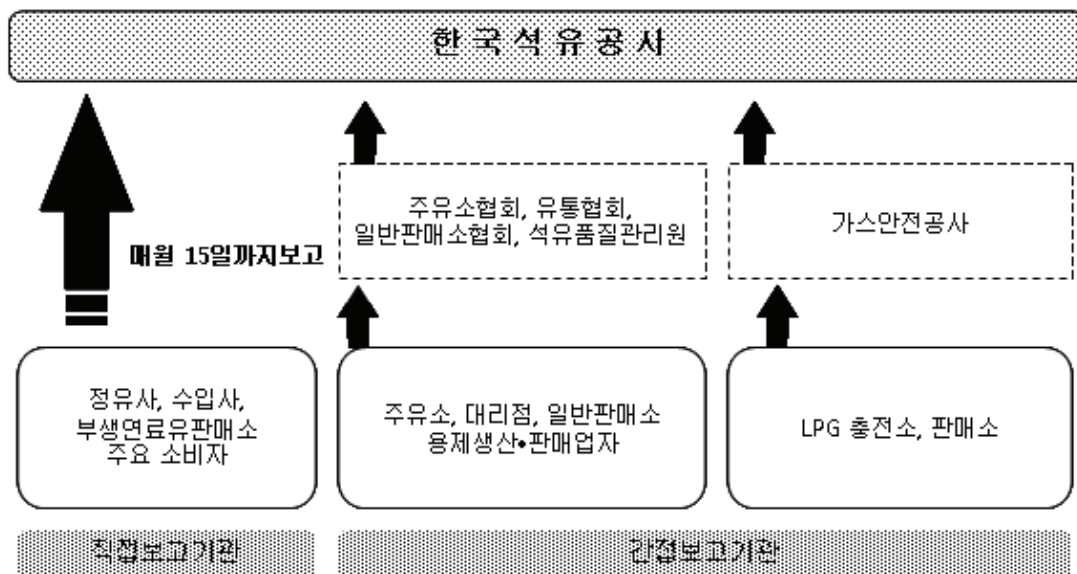 한국석유공사
주유소협회, 유통협회,
일반판매소협회, 석유품질관리원
가스안전공사
매월 15일까지보고
정유사, 수입사,
부생연료유판매소
주요 소비자
주유소, 대리점, 일반판매소
용제생산•판매업자
LPG 충전소, 판매소
직접보고기관
간접보고기관